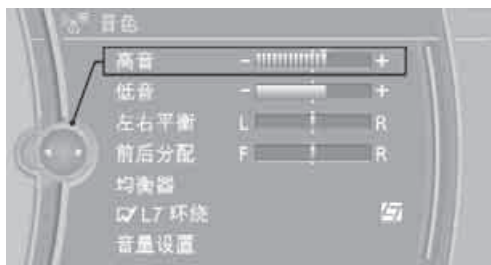 音色
高音 - +
低音 - +
左右平衡 L R
前后分配 F R
均衡器
L7 环绕
音量设置